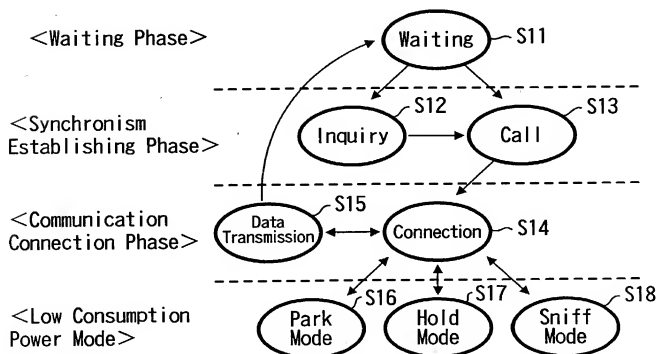 <Waiting Phase>
Waiting
S11
S12
S13
<Synchronism
Establishing Phase>
Inquiry
Call
S15
<Communication
Connection Phase>
Data
Transmission
Connection
S14
S16
S17
S18
<Low Consumption
Power Mode>
Park
Mode
Hold
Mode
Sniff
Mode